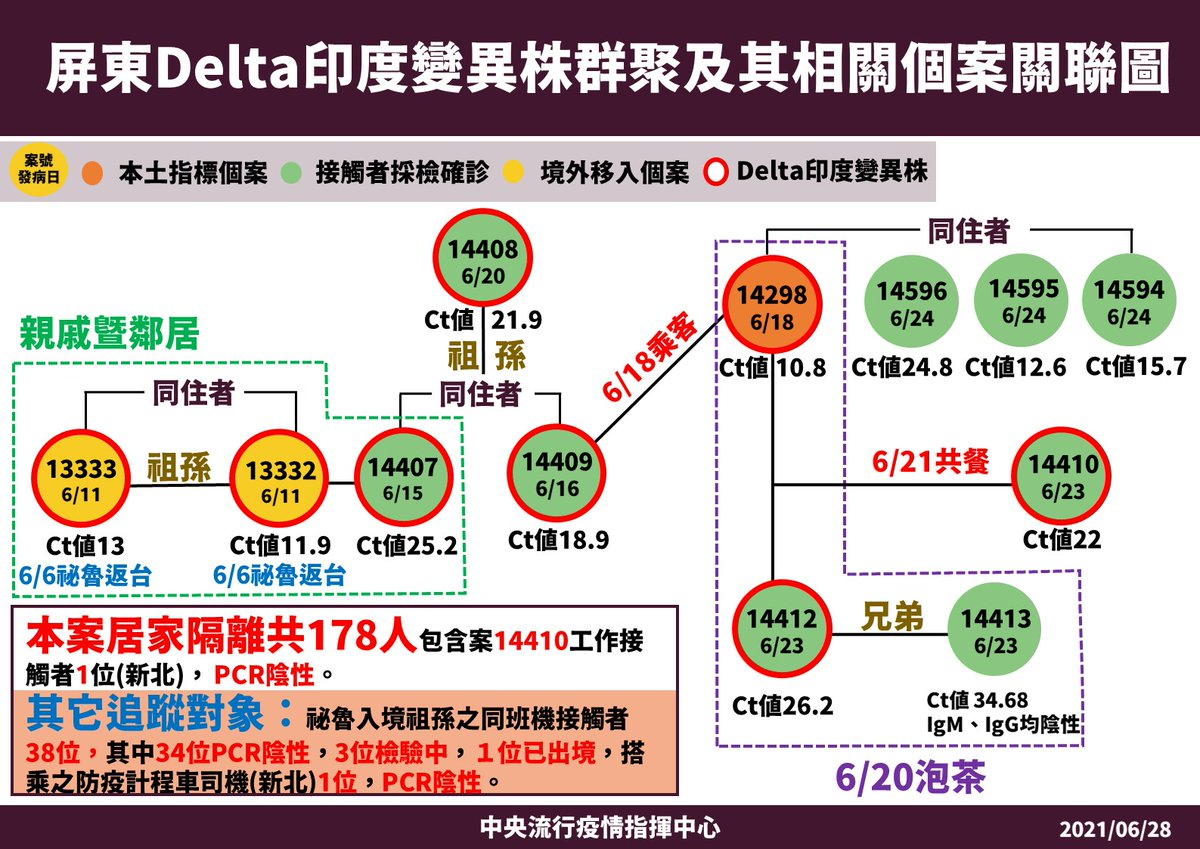 屏東Delta印度變異株群聚及其相關個案關聯圖
案號
發病日
本土指標個案
接觸者採檢確診
境外移入個案
Delta印度變異株
14408
6/20
Ct值 21.9
祖 孫
同住者
親戚暨鄰居
同住者
13333
6/11
祖孫
13332
6/11
14407
6/15
14409
6/16
Ct值13
6/6祕魯返台
Ct值11.9
6/6祕魯返台
Ct值25.2
Ct值18.9
6/18乘客
同住者
14298
6/18
Ct值 10.8
14596
6/24
Ct值24.8
14595
6/24
Ct值12.6
14594
6/24
Ct值15.7
6/21共餐
14410
6/23
Ct值22
14412
6/23
Ct值26.2
兄弟
14413
6/23
Ct值 34.68
IgM、IgG均陰性
6/20泡茶
本案居家隔離共178人包含案14410工作接
觸者1位(新北)，PCR陰性。
其它追蹤對象：祕魯入境祖孫之同班機接觸者
38位，其中34位PCR陰性，3位檢驗中，１位已出境，搭
乘之防疫計程車司機(新北)1位，PCR陰性。
中央流行疫情指揮中心
2021/06/28